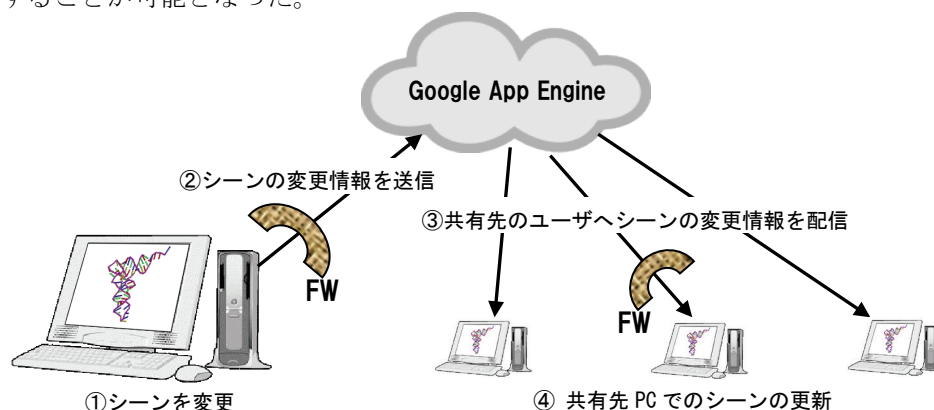 することが可能となった。
Google App Engine
②シーンの変更情報を送信
③共有先のユーザへシーンの変更情報を配信
FW
FW
①シーンを変更
④ 共有先 PC でのシーンの更新